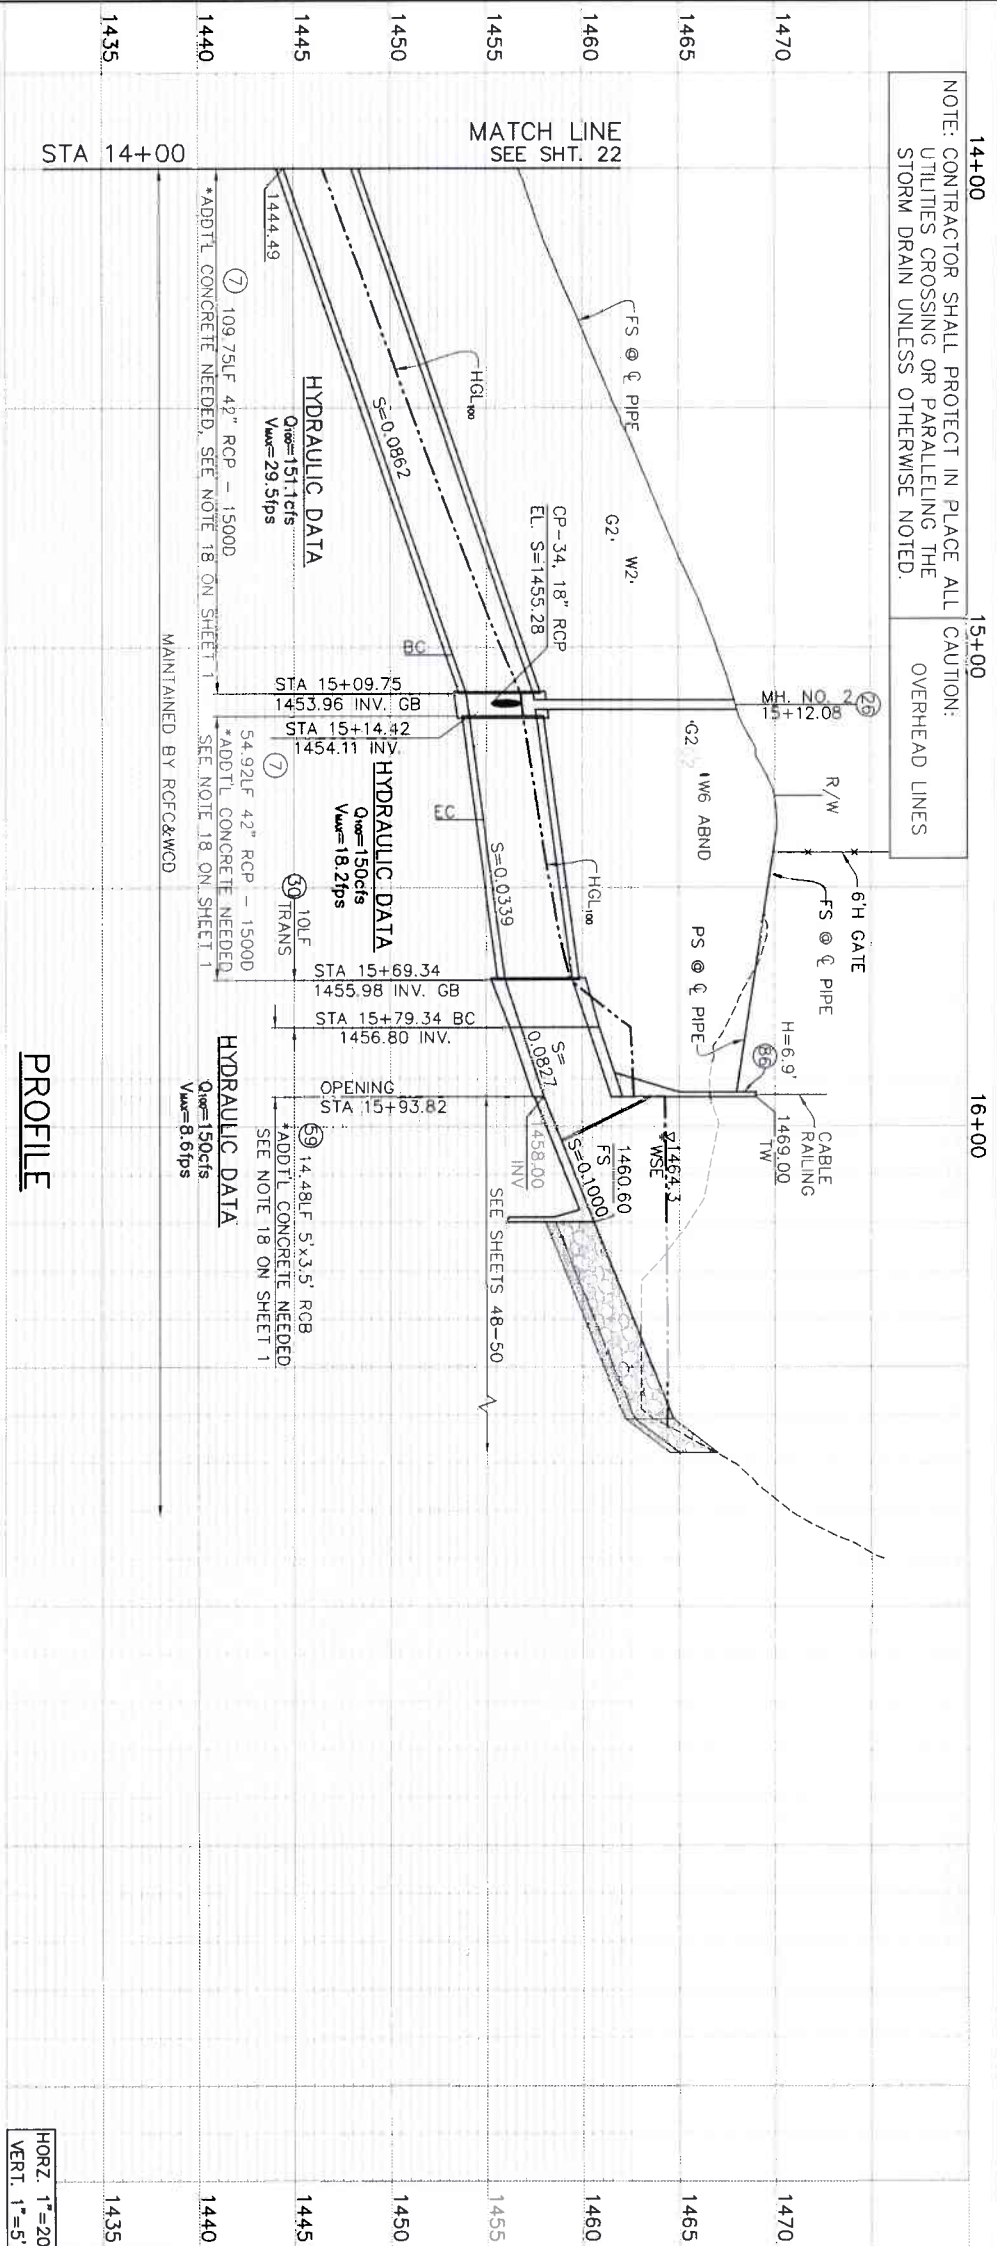 14+00
15+00
16+00
NOTE: CONTRACTOR SHALL PROTECT IN PLACE ALL
UTILITIES CROSSING OR PARALLELING THE
STORM DRAIN UNLESS OTHERWISE NOTED.
CAUTION:
OVERHEAD LINES
1470
1465
1460
1455
1450
1445
1440
1435
MATCH LINE
SEE SHT. 22
STA 14+00
FS @ ℄ PIPE
G2
W2
HGL100
S=0.0862
1444.49
CP-34, 18" RCP
EL. S=1455.28
MH. NO. 2 26
15+12.08
G2
W6 ABND
R/W
6'H GATE
FS @ ℄ PIPE
PS @ ℄ PIPE
H=6.9'
86
CABLE
RAILING
1469.00
TW
1464.3
WSE
1460.60
FS
S=0.1000
1458.00
INV
S=
0.0827
HGL100
S=0.0339
BC
EC
STA 15+09.75
1453.96 INV. GB
STA 15+14.42
1454.11 INV.
STA 15+69.34
1455.98 INV. GB
STA 15+79.34 BC
1456.80 INV.
OPENING
STA 15+93.82
SEE SHEETS 48-50
HYDRAULIC DATA
Q100=151.1cfs
VMAX=29.5fps
HYDRAULIC DATA
Q100=150cfs
VMAX=18.2fps
HYDRAULIC DATA
Q100=150cfs
VMAX=8.6fps
7 109.75LF 42" RCP - 1500D
*ADDT'L CONCRETE NEEDED, SEE NOTE 18 ON SHEET 1
7 54.92LF 42" RCP - 1500D
*ADDT'L CONCRETE NEEDED
SEE NOTE 18 ON SHEET 1
30 10LF
TRANS
59 14.48LF 5'x3.5' RCB
*ADDT'L CONCRETE NEEDED
SEE NOTE 18 ON SHEET 1
MAINTAINED BY RCFC&WCD
PROFILE
1470
1465
1460
1455
1450
1445
1440
1435
HORZ. 1"=20
VERT. 1"=5'